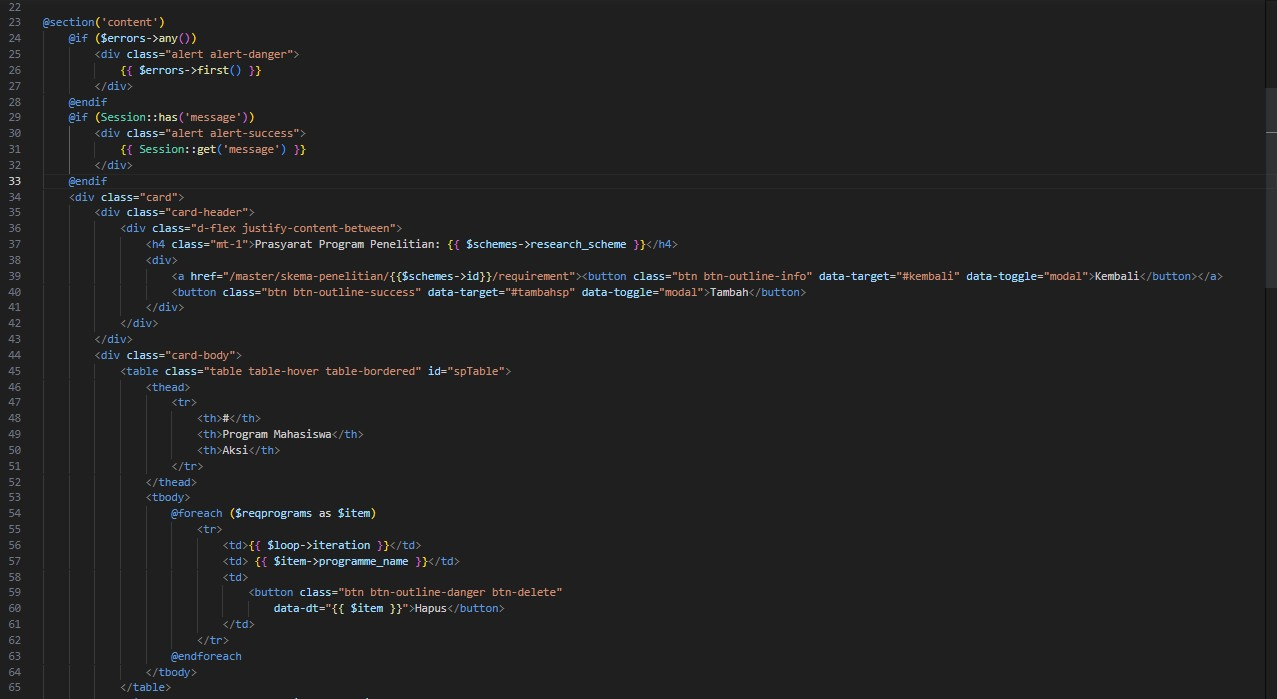 22
23 @section('content')
24     @if ($errors->any())
25         <div class="alert alert-danger">
26             {{ $errors->first() }}
27         </div>
28     @endif
29     @if (Session::has('message'))
30         <div class="alert alert-success">
31             {{ Session::get('message') }}
32         </div>
33     @endif
34     <div class="card">
35         <div class="card-header">
36             <div class="d-flex justify-content-between">
37                 <h4 class="mt-1">Prasyarat Program Penelitian: {{ $schemes->research_scheme }}</h4>
38                 <div>
39                     <a href="/master/skema-penelitian/{{$schemes->id}}/requirement"><button class="btn btn-outline-info" data-target="#kembali" data-toggle="modal">Kembali</button></a>
40                     <button class="btn btn-outline-success" data-target="#tambahsp" data-toggle="modal">Tambah</button>
41                 </div>
42             </div>
43         </div>
44         <div class="card-body">
45             <table class="table table-hover table-bordered" id="spTable">
46                 <thead>
47                     <tr>
48                         <th>#</th>
49                         <th>Program Mahasiswa</th>
50                         <th>Aksi</th>
51                     </tr>
52                 </thead>
53                 <tbody>
54                     @foreach ($reqprograms as $item)
55                         <tr>
56                             <td>{{ $loop->iteration }}</td>
57                             <td> {{ $item->programme_name }}</td>
58                             <td>
59                                 <button class="btn btn-outline-danger btn-delete"
60                                     data-dt="{{ $item }}">Hapus</button>
61                             </td>
62                         </tr>
63                     @endforeach
64                 </tbody>
65             </table>